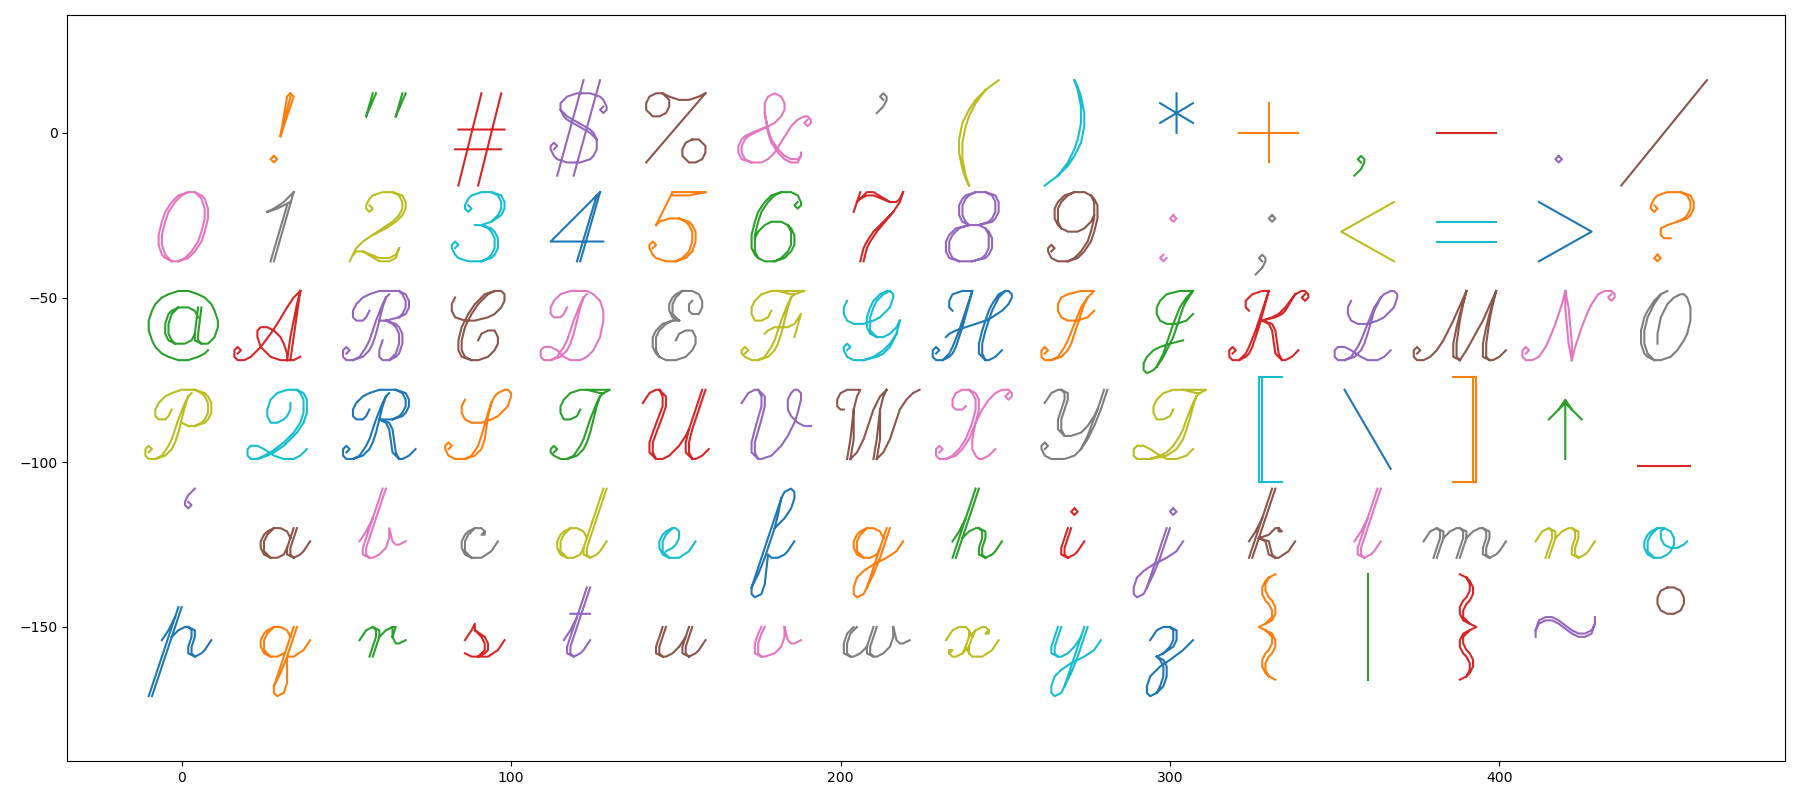 ! " # $ % & ’ ( ) * + , − . /
0 1 2 3 4 5 6 7 8 9 : ; < = > ?
@ A B C D E F G H I J K L M N O
P Q R S T U V W X Y Z [ \ ] ↑ _
‘ a b c d e f g h i j k l m n o
p q r s t u v w x y z { | } ~ °
0
−50
−100
−150
0 100 200 300 400